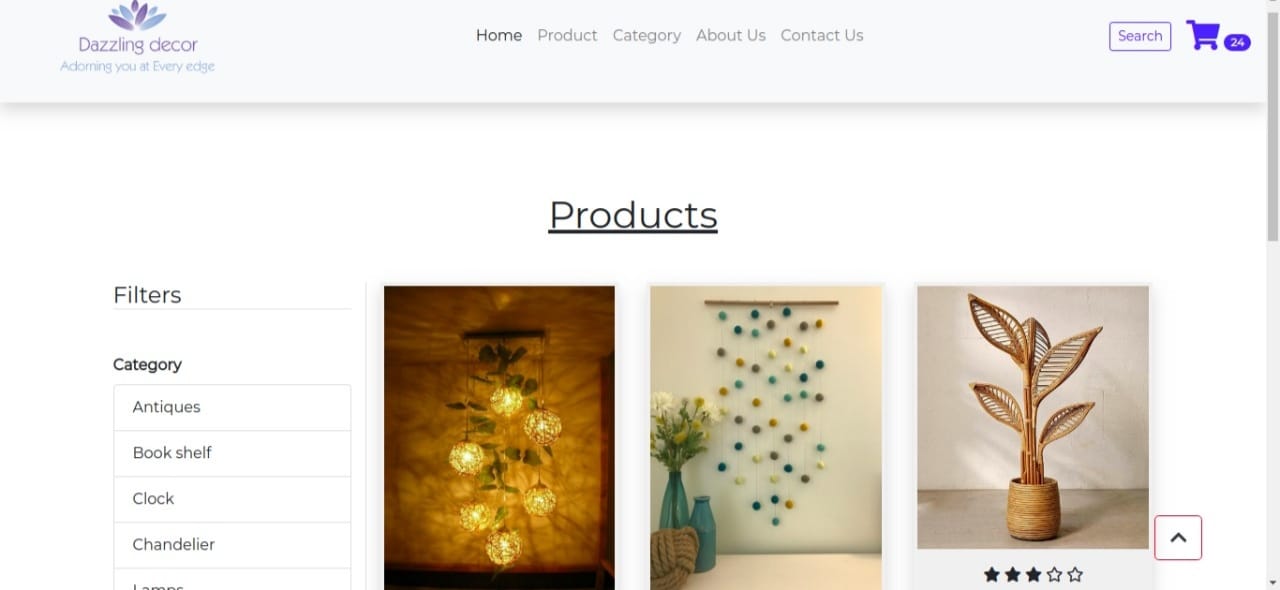 Dazzling decor
Adorning you at Every edge
Home Product Category About Us Contact Us
Search
24
Products
Filters
Category
Antiques
Book shelf
Clock
Chandelier
Lamps